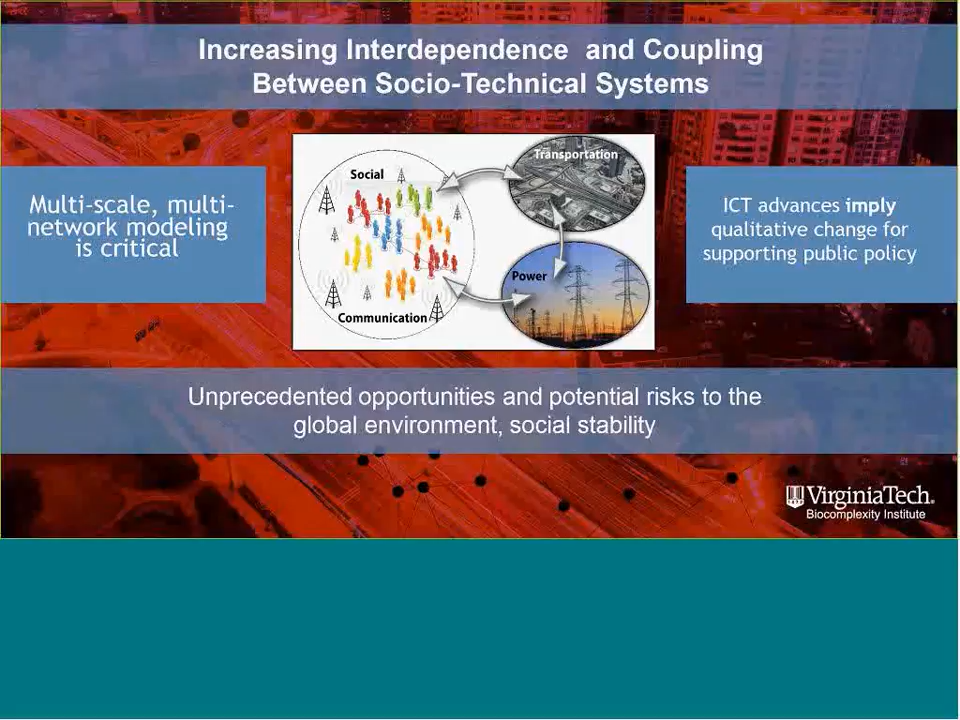 Increasing Interdependence and Coupling
Between Socio-Technical Systems
Multi-scale, multi-
network modeling
is critical
Social
Communication
Transportation
Power
ICT advances imply
qualitative change for
supporting public policy
Unprecedented opportunities and potential risks to the
global environment, social stability
VirginiaTech®
Biocomplexity Institute